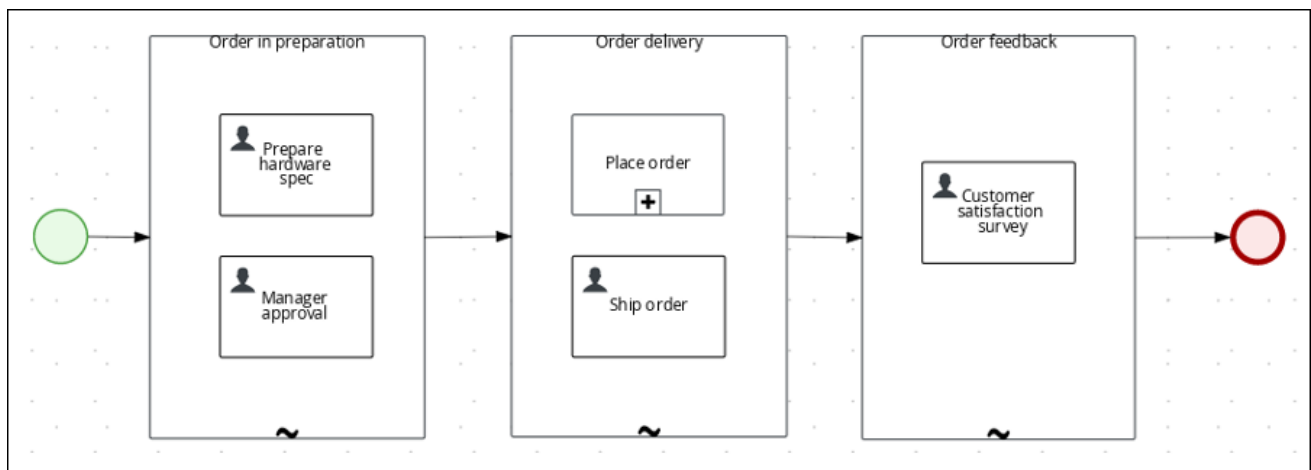 Order in preparation
Order delivery
Order feedback
Prepare
hardware
spec
Place order
Customer
satisfaction
survey
Manager
approval
Ship order